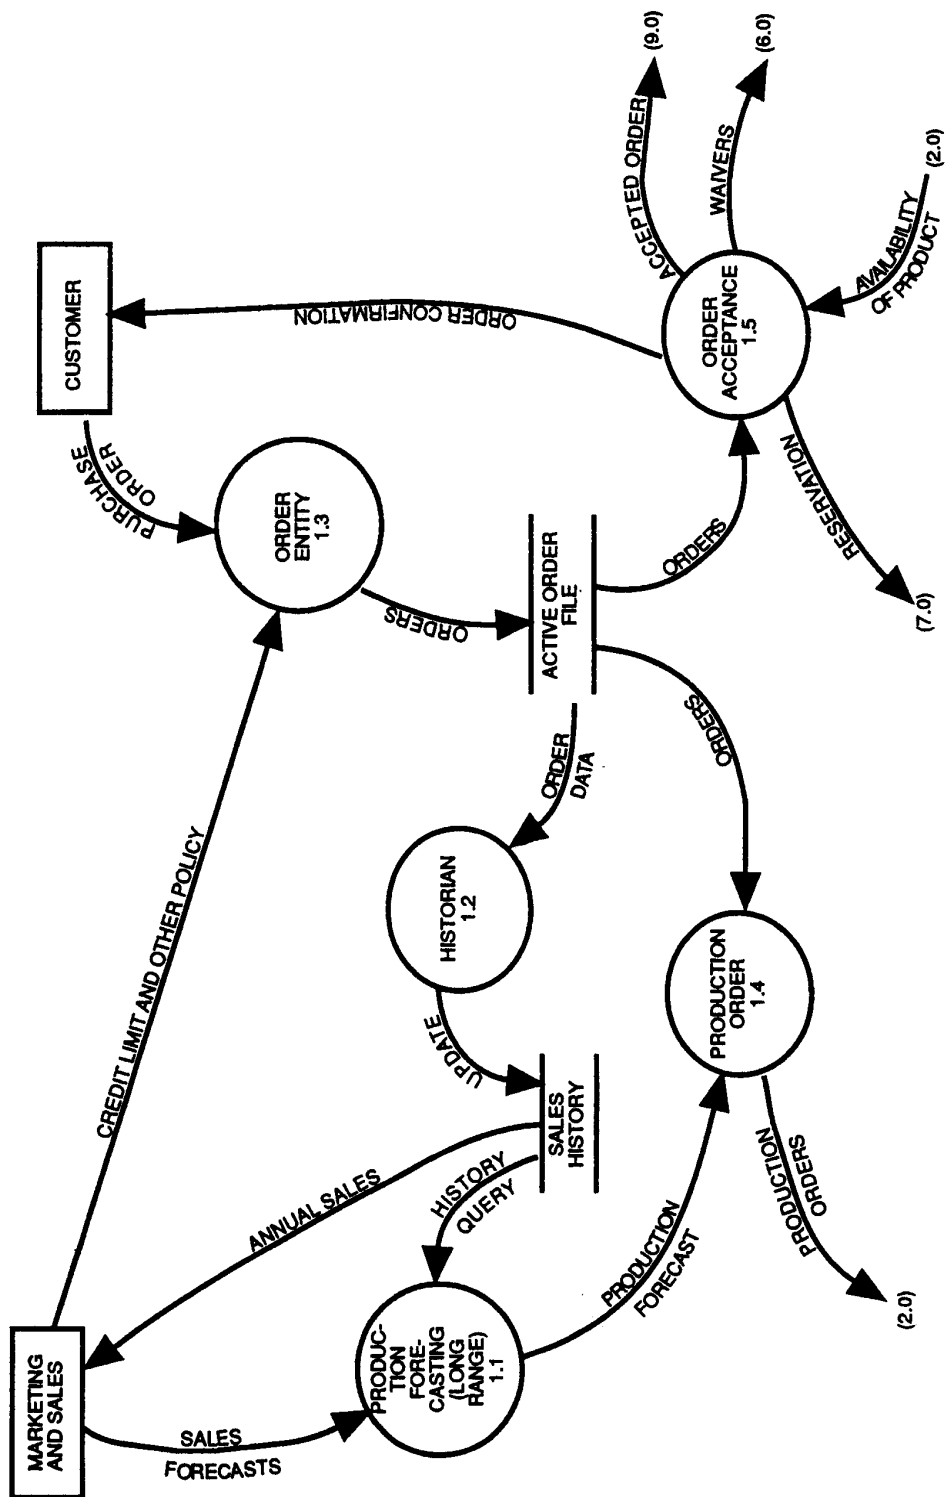 MARKETING
AND SALES
CREDIT LIMIT AND OTHER POLICY
CUSTOMER
PURCHASE
ORDER
ORDER
ENTITY
1.3
ORDER CONFIRMATION
ANNUAL SALES
SALES
FORECASTS
PRODUC-
TION
FORE-
CASTING
(LONG
RANGE)
1.1
HISTORY
QUERY
UPDATE
HISTORIAN
1.2
SALES
HISTORY
ORDER
DATA
ORDERS
ACTIVE ORDER
FILE
ORDERS
ORDERS
PRODUCTION
FORECAST
PRODUCTION
ORDER
1.4
PRODUCTION
ORDERS
(2.0)
ORDER
ACCEPTANCE
1.5
ACCEPTED ORDER
(9.0)
WAIVERS
(6.0)
AVAILABILITY
OF PRODUCT
(2.0)
RESERVATION
(7.0)